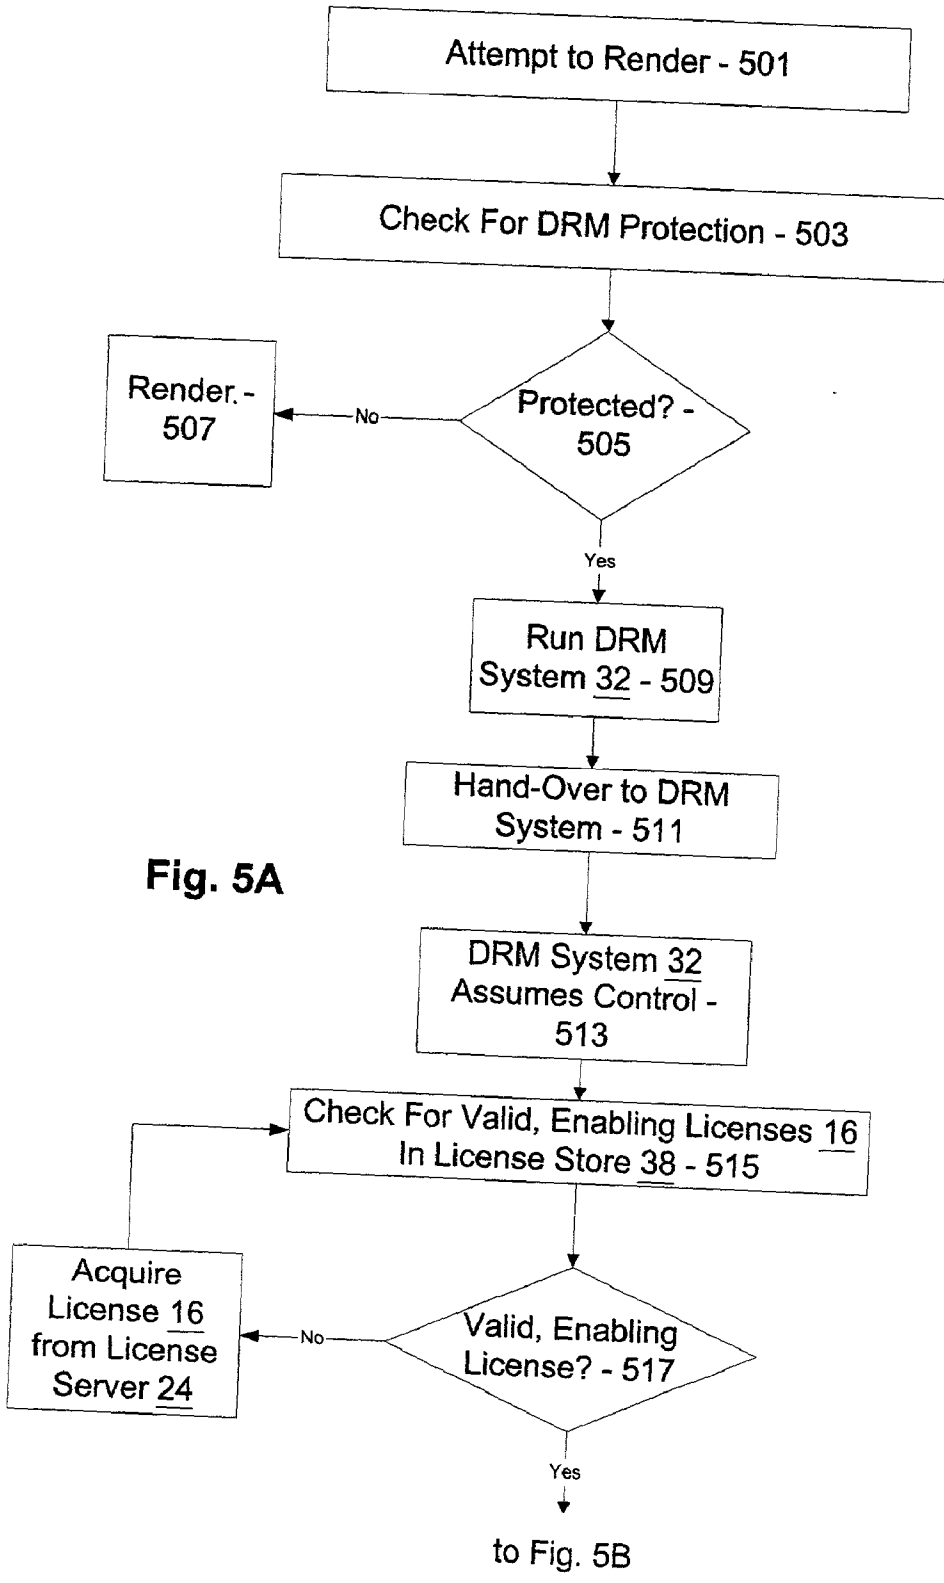 Attempt to Render - 501
Check For DRM Protection - 503
Render. -
507
No
Protected? -
505
Yes
Run DRM
System 32 - 509
Hand-Over to DRM
System - 511
Fig. 5A
DRM System 32
Assumes Control -
513
Check For Valid, Enabling Licenses 16
In License Store 38 - 515
Acquire
License 16
from License
Server 24
No
Valid, Enabling
License? - 517
Yes
to Fig. 5B